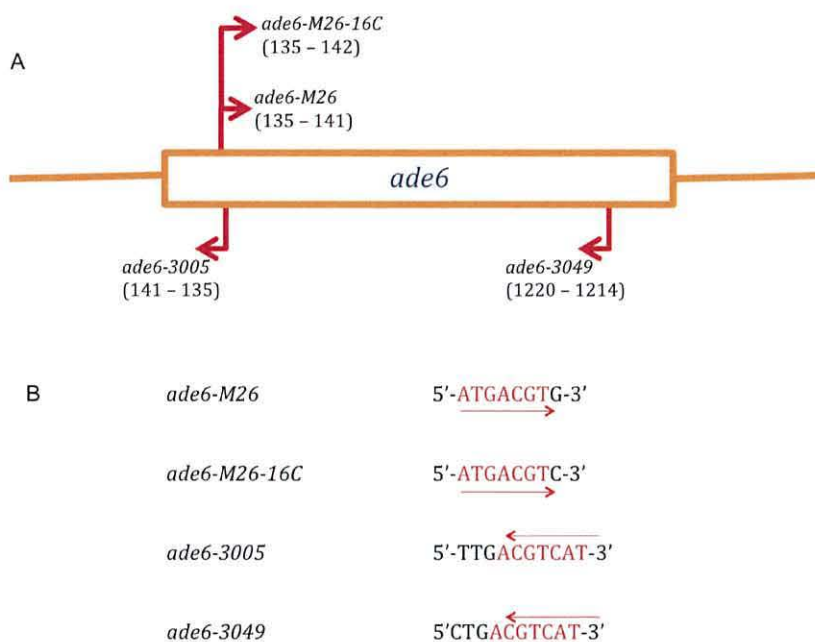 A
ade6-M26-16C
(135 – 142)
ade6-M26
(135 – 141)
ade6
ade6-3005
(141 – 135)
ade6-3049
(1220 – 1214)
B
ade6-M26 5’-ATGACGTG-3’
ade6-M26-16C 5’-ATGACGTC-3’
ade6-3005 5’-TTGACGTCAT-3’
ade6-3049 5’CTGACGTCAT-3’